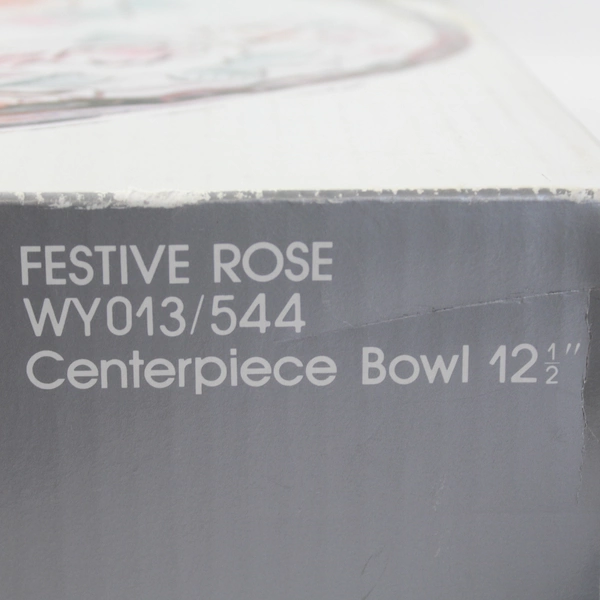 FESTIVE ROSE
WY013/544
Centerpiece Bowl 12½"